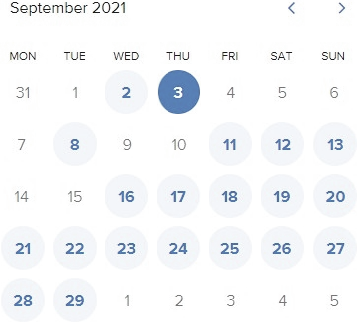 September 2021
MON TUE WED THU FRI SAT SUN
31 1 2 3 4 5 6
7 8 9 10 11 12 13
14 15 16 17 18 19 20
21 22 23 24 25 26 27
28 29 1 2 3 4 5